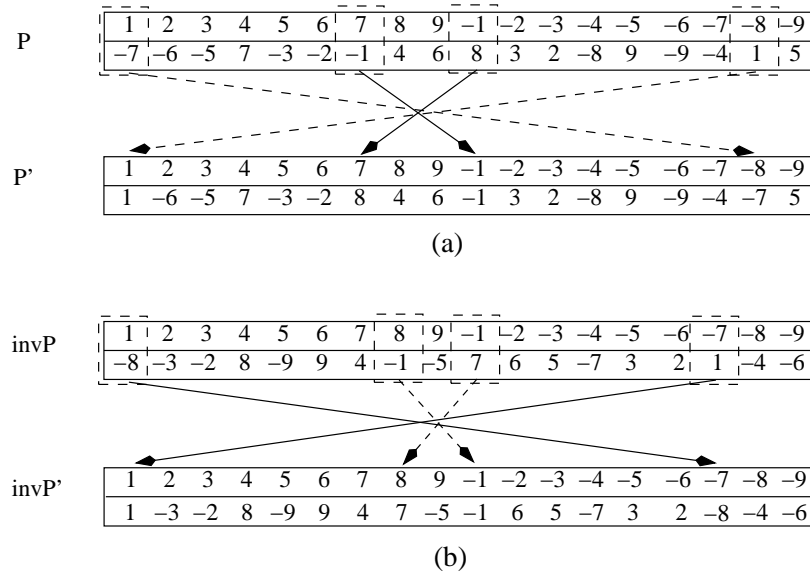 P
1 2 3 4 5 6 7 8 9 −1 −2 −3 −4 −5 −6 −7 −8 −9
−7 −6 −5 7 −3 −2 −1 4 6 8 3 2 −8 9 −9 −4 1 5
P’
1 2 3 4 5 6 7 8 9 −1 −2 −3 −4 −5 −6 −7 −8 −9
1 −6 −5 7 −3 −2 8 4 6 −1 3 2 −8 9 −9 −4 −7 5
(a)
invP
1 2 3 4 5 6 7 8 9 −1 −2 −3 −4 −5 −6 −7 −8 −9
−8 −3 −2 8 −9 9 4 −1 −5 7 6 5 −7 3 2 1 −4 −6
invP’
1 2 3 4 5 6 7 8 9 −1 −2 −3 −4 −5 −6 −7 −8 −9
1 −3 −2 8 −9 9 4 7 −5 −1 6 5 −7 3 2 −8 −4 −6
(b)